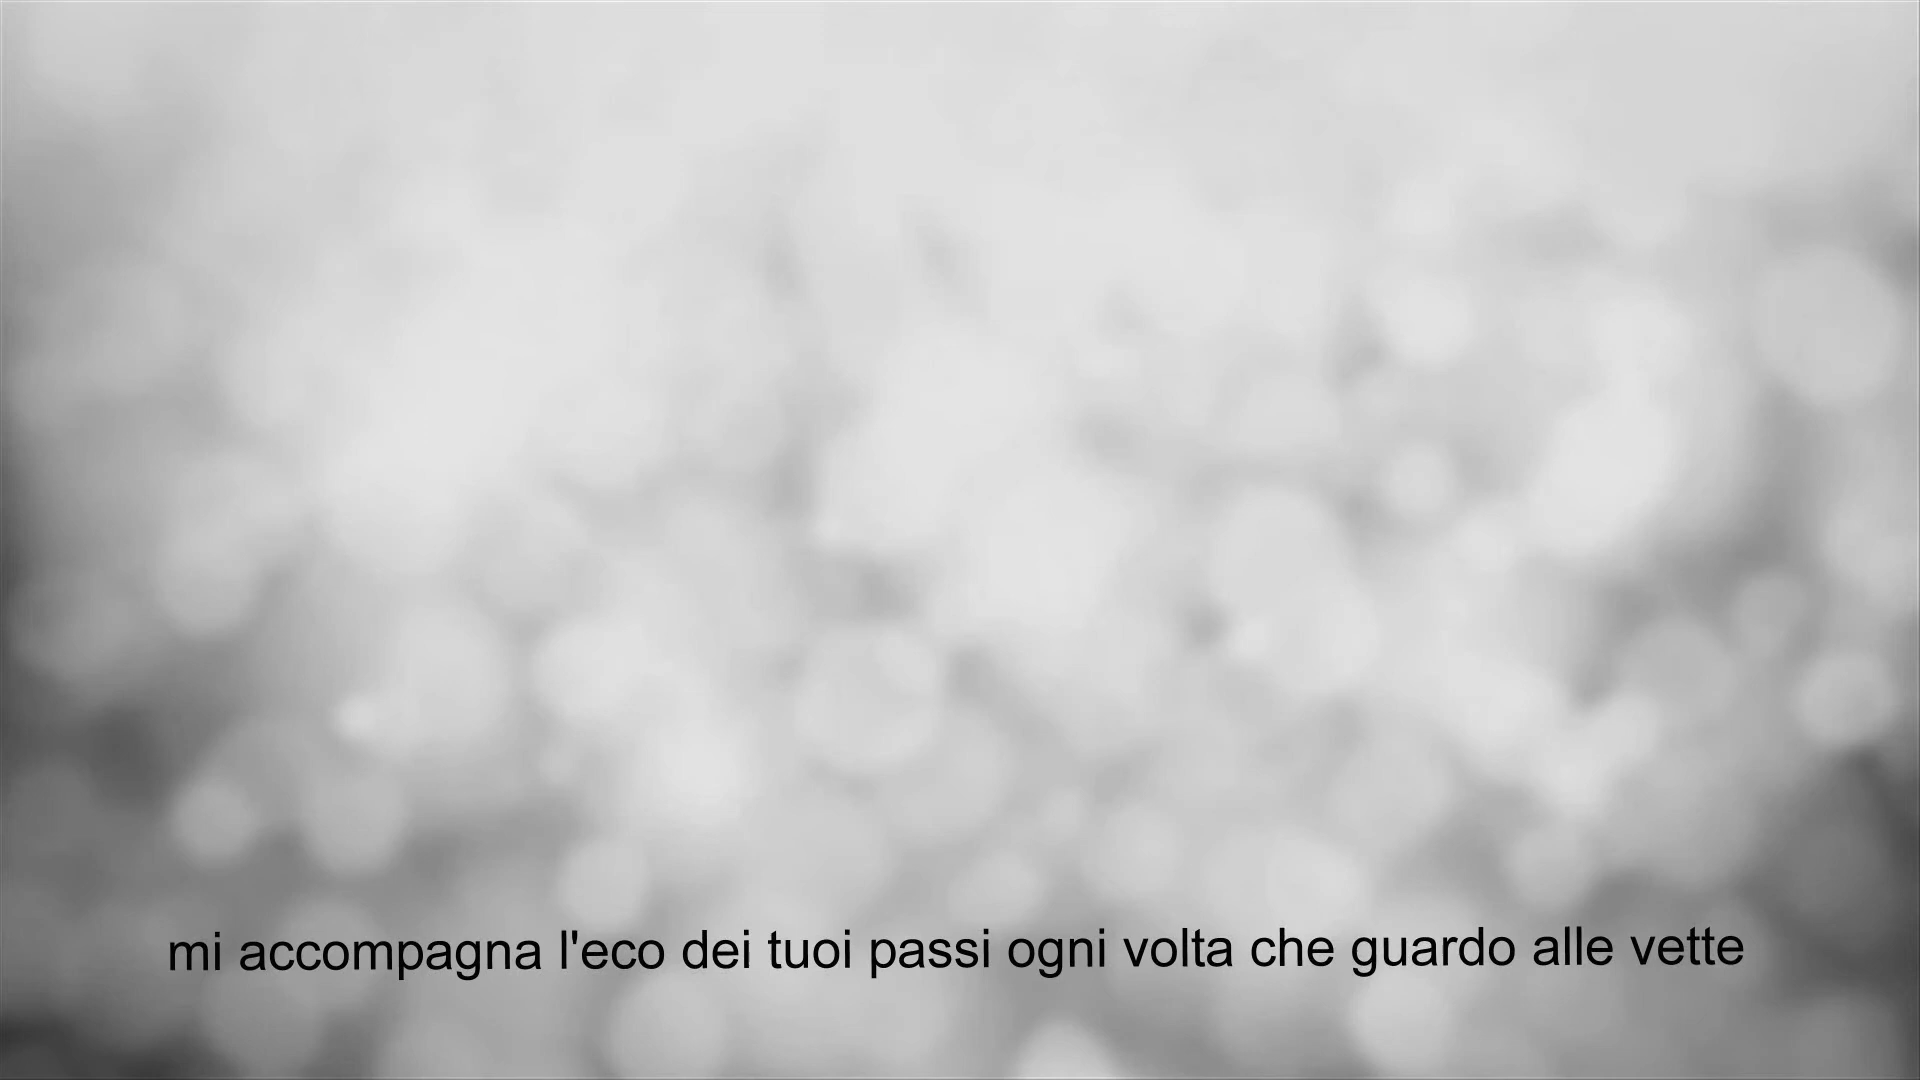 mi accompagna l'eco dei tuoi passi ogni volta che guardo alle vette